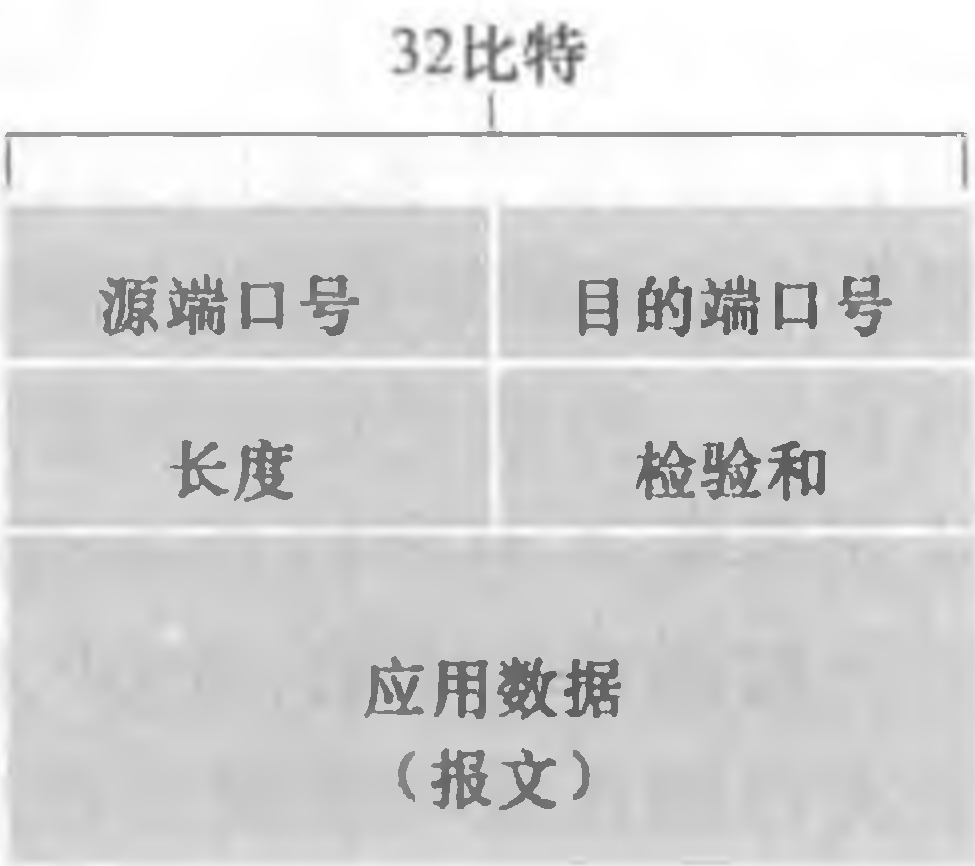 32比特
源端口号 目的端口号
长度 检验和
应用数据
（报文）